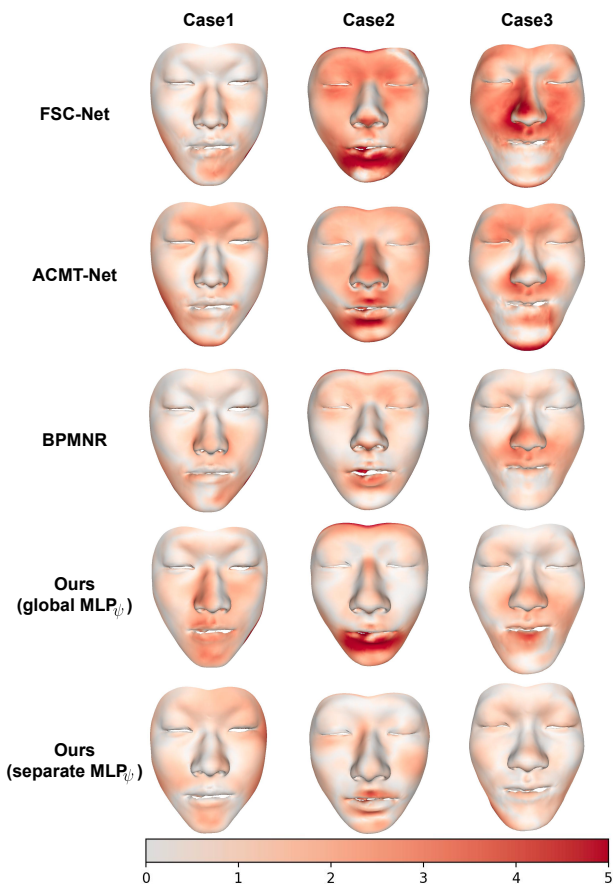 Case1 Case2 Case3
FSC-Net
ACMT-Net
BPMNR
Ours
(global MLPψ)
Ours
(separate MLPψ)
0 1 2 3 4 5